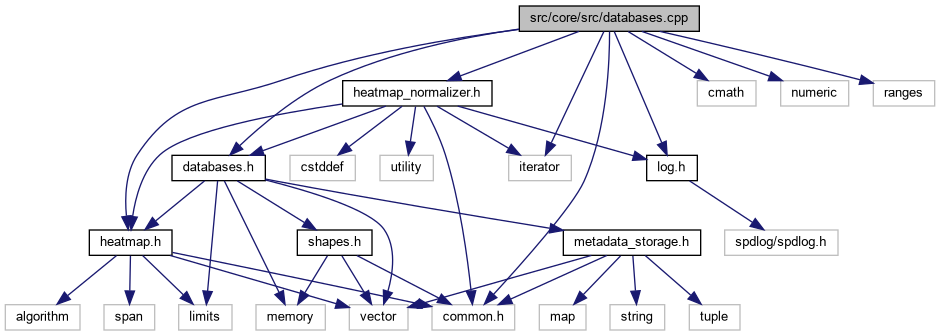 src/core/src/databases.cpp
heatmap_normalizer.h
cmath
numeric
ranges
databases.h
cstddef
utility
iterator
log.h
heatmap.h
shapes.h
metadata_storage.h
spdlog/spdlog.h
algorithm
span
limits
memory
vector
common.h
map
string
tuple